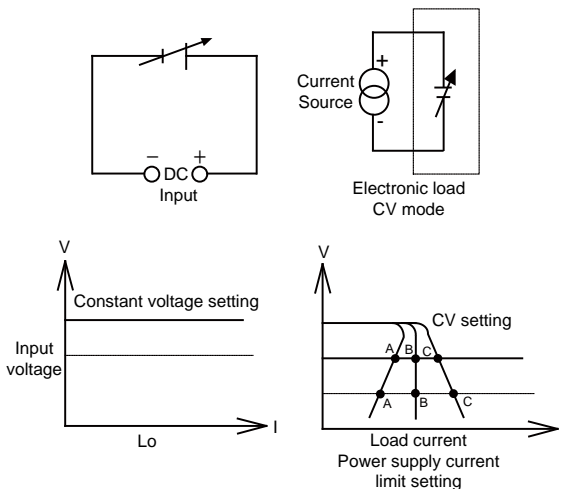 − DC +
Input
Current
Source
+
-
Electronic load
CV mode
V
Constant voltage setting
Input
voltage
I
Lo
V
CV setting
A B C
A B C
Load current
Power supply current
limit setting